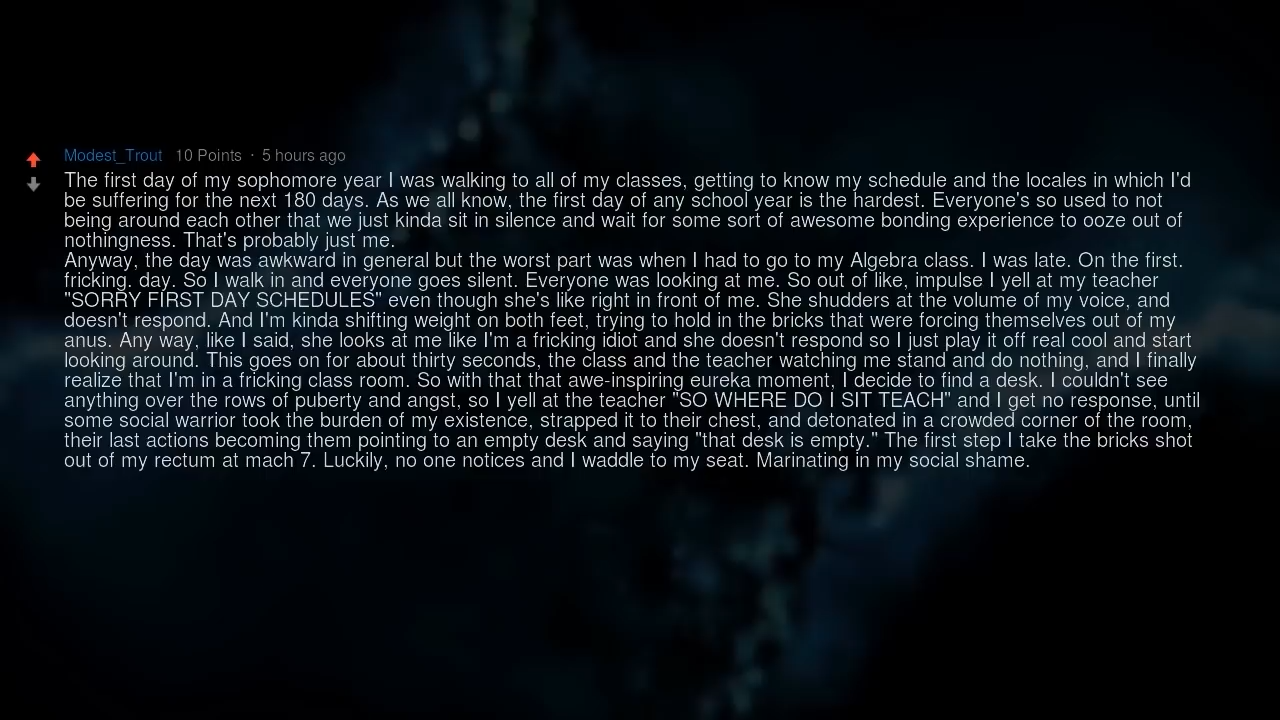 Modest_Trout 10 Points · 5 hours ago
The first day of my sophomore year I was walking to all of my classes, getting to know my schedule and the locales in which I'd
be suffering for the next 180 days. As we all know, the first day of any school year is the hardest. Everyone's so used to not
being around each other that we just kinda sit in silence and wait for some sort of awesome bonding experience to ooze out of
nothingness. That's probably just me.
Anyway, the day was awkward in general but the worst part was when I had to go to my Algebra class. I was late. On the first.
fricking. day. So I walk in and everyone goes silent. Everyone was looking at me. So out of like, impulse I yell at my teacher
"SORRY FIRST DAY SCHEDULES" even though she's like right in front of me. She shudders at the volume of my voice, and
doesn't respond. And I'm kinda shifting weight on both feet, trying to hold in the bricks that were forcing themselves out of my
anus. Any way, like I said, she looks at me like I'm a fricking idiot and she doesn't respond so I just play it off real cool and start
looking around. This goes on for about thirty seconds, the class and the teacher watching me stand and do nothing, and I finally
realize that I'm in a fricking class room. So with that that awe-inspiring eureka moment, I decide to find a desk. I couldn't see
anything over the rows of puberty and angst, so I yell at the teacher "SO WHERE DO I SIT TEACH" and I get no response, until
some social warrior took the burden of my existence, strapped it to their chest, and detonated in a crowded corner of the room,
their last actions becoming them pointing to an empty desk and saying "that desk is empty." The first step I take the bricks shot
out of my rectum at mach 7. Luckily, no one notices and I waddle to my seat. Marinating in my social shame.